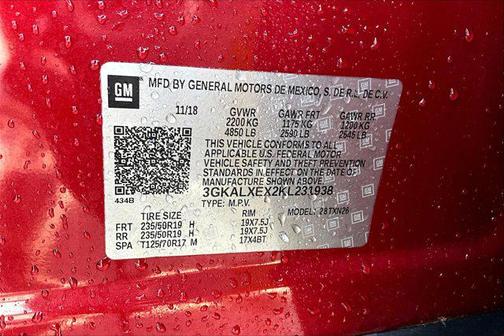 GM
MFD BY GENERAL MOTORS DE MEXICO, S. DE R.L. DE C.V.
11/18 GVWR GAWR FRT GAWR RR
2200 KG 1175 KG 1200 KG
4850 LB 2590 LB 2645 LB
THIS VEHICLE CONFORMS TO ALL
APPLICABLE U.S. FEDERAL MOTOR
VEHICLE SAFETY AND THEFT PREVENTION
STANDARDS IN EFFECT ON THE DATE OF
MANUFACTURE SHOWN ABOVE.
3GKALXEX2KL231938
434B TYPE: M.P.V. MODEL: 28TXN26
TIRE SIZE RIM
FRT 235/50R19 H 19X7.5J
RR 235/50R19 H 19X7.5J
SPA T125/70R17 M 17X4BT